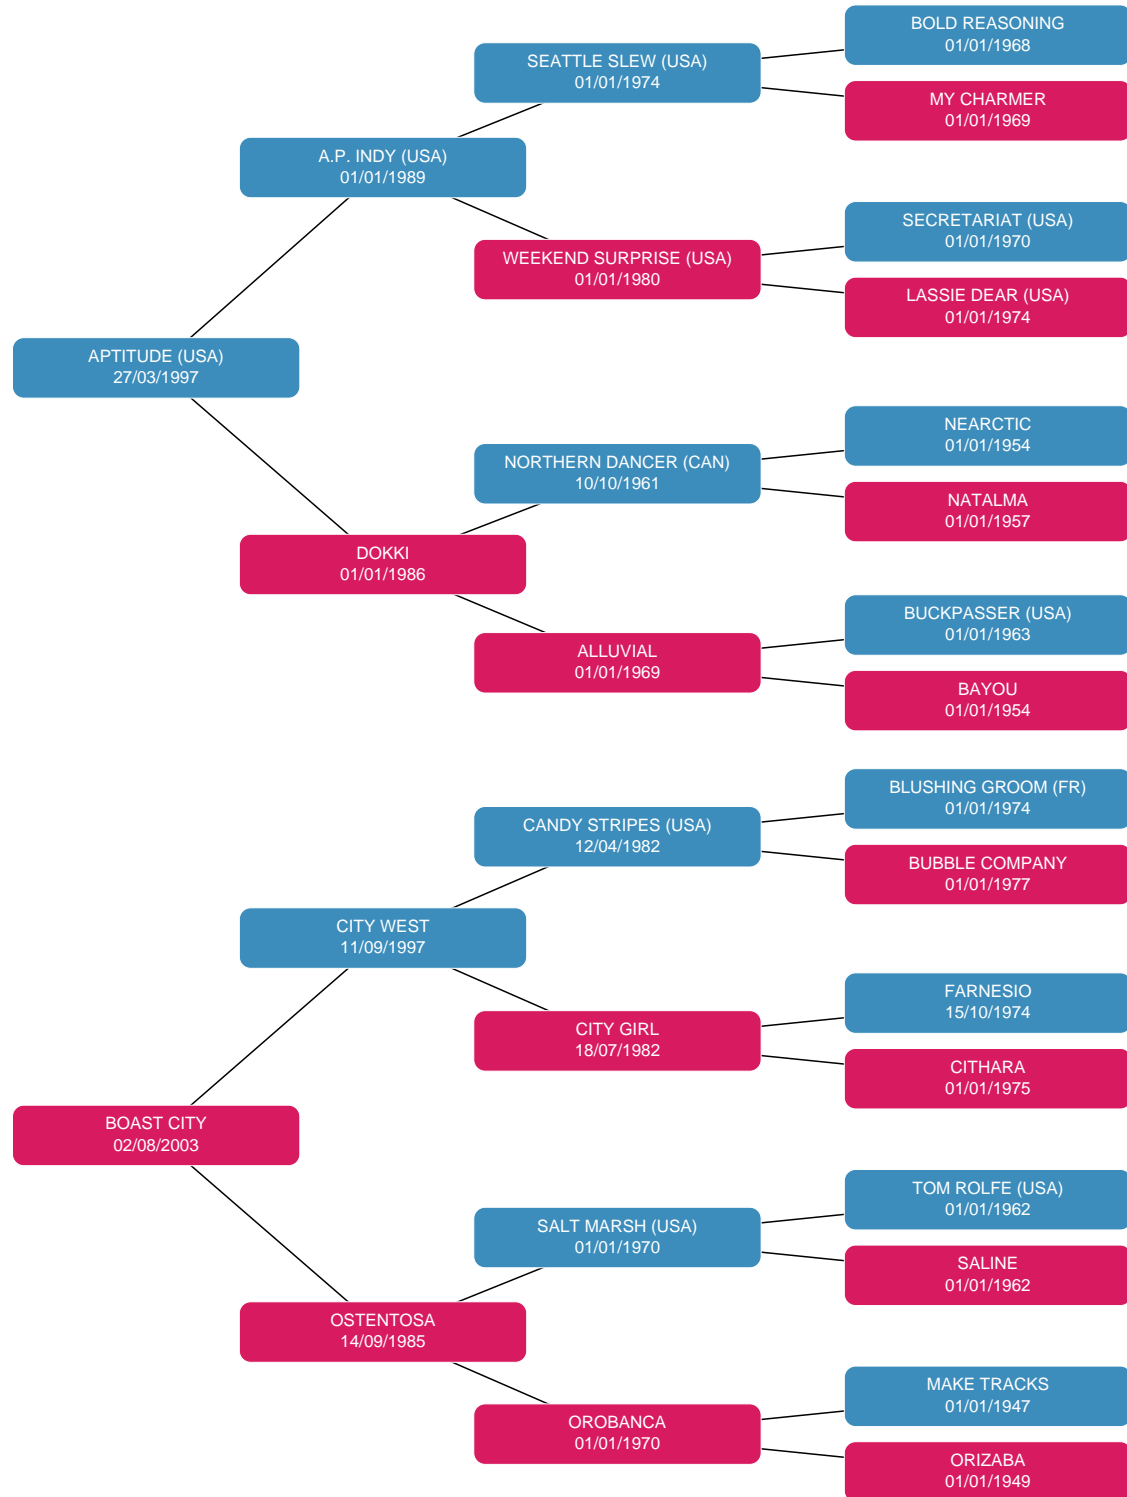 BOLD REASONING
01/01/1968
SEATTLE SLEW (USA)
01/01/1974
MY CHARMER
01/01/1969
A.P. INDY (USA)
01/01/1989
SECRETARIAT (USA)
01/01/1970
WEEKEND SURPRISE (USA)
01/01/1980
LASSIE DEAR (USA)
01/01/1974
APTITUDE (USA)
27/03/1997
NEARCTIC
01/01/1954
NORTHERN DANCER (CAN)
10/10/1961
NATALMA
01/01/1957
DOKKI
01/01/1986
BUCKPASSER (USA)
01/01/1963
ALLUVIAL
01/01/1969
BAYOU
01/01/1954
BLUSHING GROOM (FR)
01/01/1974
CANDY STRIPES (USA)
12/04/1982
BUBBLE COMPANY
01/01/1977
CITY WEST
11/09/1997
FARNESIO
15/10/1974
CITY GIRL
18/07/1982
CITHARA
01/01/1975
BOAST CITY
02/08/2003
TOM ROLFE (USA)
01/01/1962
SALT MARSH (USA)
01/01/1970
SALINE
01/01/1962
OSTENTOSA
14/09/1985
MAKE TRACKS
01/01/1947
OROBANCA
01/01/1970
ORIZABA
01/01/1949